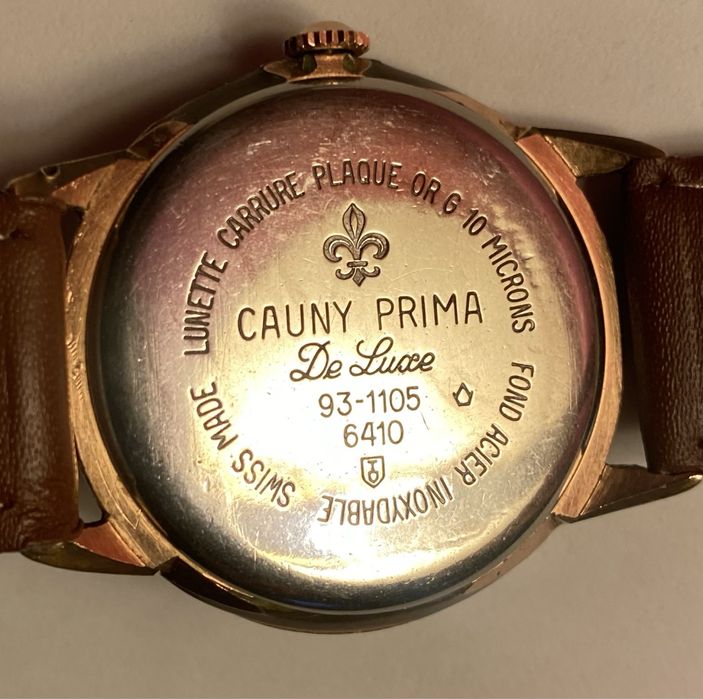 LUNETTE CARRURE PLAQUE OR G 10 MICRONS
FOND ACIER INOXYDABLE
SWISS MADE
CAUNY PRIMA
De Luxe
93-1105
6410